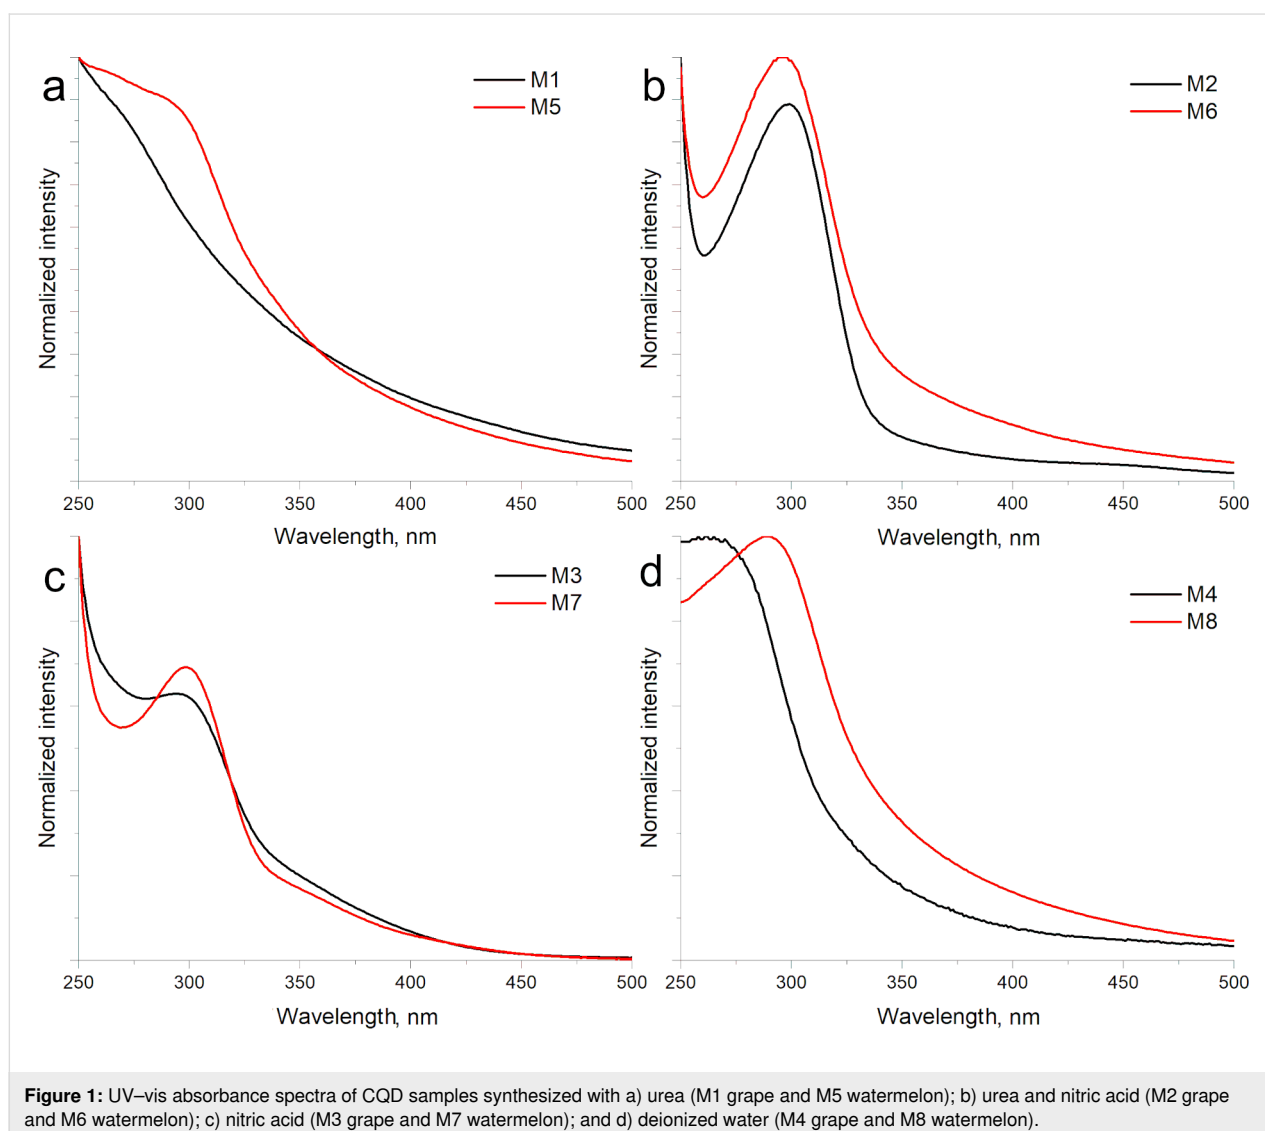 a
M1
M5
Normalized intensity
250 300 350 400 450 500
Wavelength, nm
b
M2
M6
Normalized intensity
250 300 350 400 450 500
Wavelength, nm
c
M3
M7
Normalized intensity
250 300 350 400 450 500
Wavelength, nm
d
M4
M8
Normalized intensity
250 300 350 400 450 500
Wavelength, nm
Figure 1: UV–vis absorbance spectra of CQD samples synthesized with a) urea (M1 grape and M5 watermelon); b) urea and nitric acid (M2 grape
and M6 watermelon); c) nitric acid (M3 grape and M7 watermelon); and d) deionized water (M4 grape and M8 watermelon).